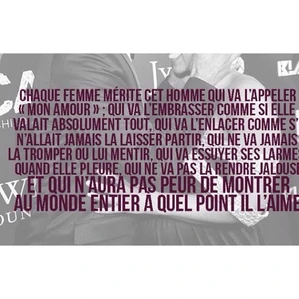 CHAQUE FEMME MÉRITE CET HOMME QUI VA L'APPELER
« MON AMOUR » ; QUI VA L'EMBRASSER COMME SI ELLE
VALAIT ABSOLUMENT TOUT, QUI VA L'ENLACER COMME S'
N'ALLAIT JAMAIS LA LAISSER PARTIR, QUI NE VA JAMAIS
LA TROMPER OU LUI MENTIR, QUI VA ESSUYER SES LARMES
QUAND ELLE PLEURE, QUI NE VA PAS LA RENDRE JALOUSE
ET QUI N'AURA PAS PEUR DE MONTRER
AU MONDE ENTIER À QUEL POINT IL L'AIME